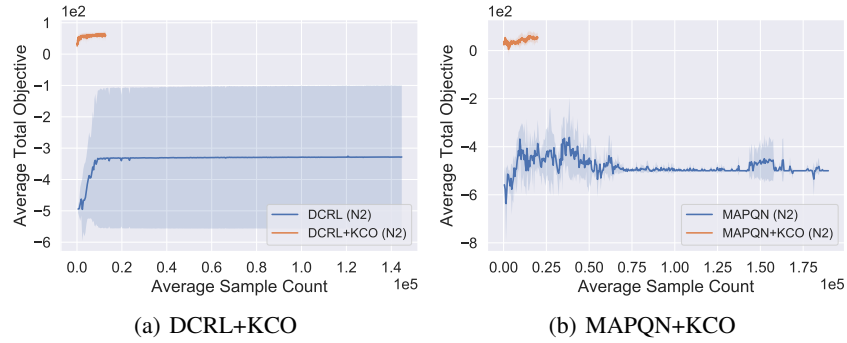 1e2
1
0
−1
−2
−3
−4
−5
−6
Average Total Objective
DCRL (N2)
DCRL+KCO (N2)
0.0 0.2 0.4 0.6 0.8 1.0 1.2 1.4
Average Sample Count
1e5
(a) DCRL+KCO
1e2
2
0
−2
−4
−6
−8
Average Total Objective
MAPQN (N2)
MAPQN+KCO (N2)
0.00 0.25 0.50 0.75 1.00 1.25 1.50 1.75
Average Sample Count
1e5
(b) MAPQN+KCO